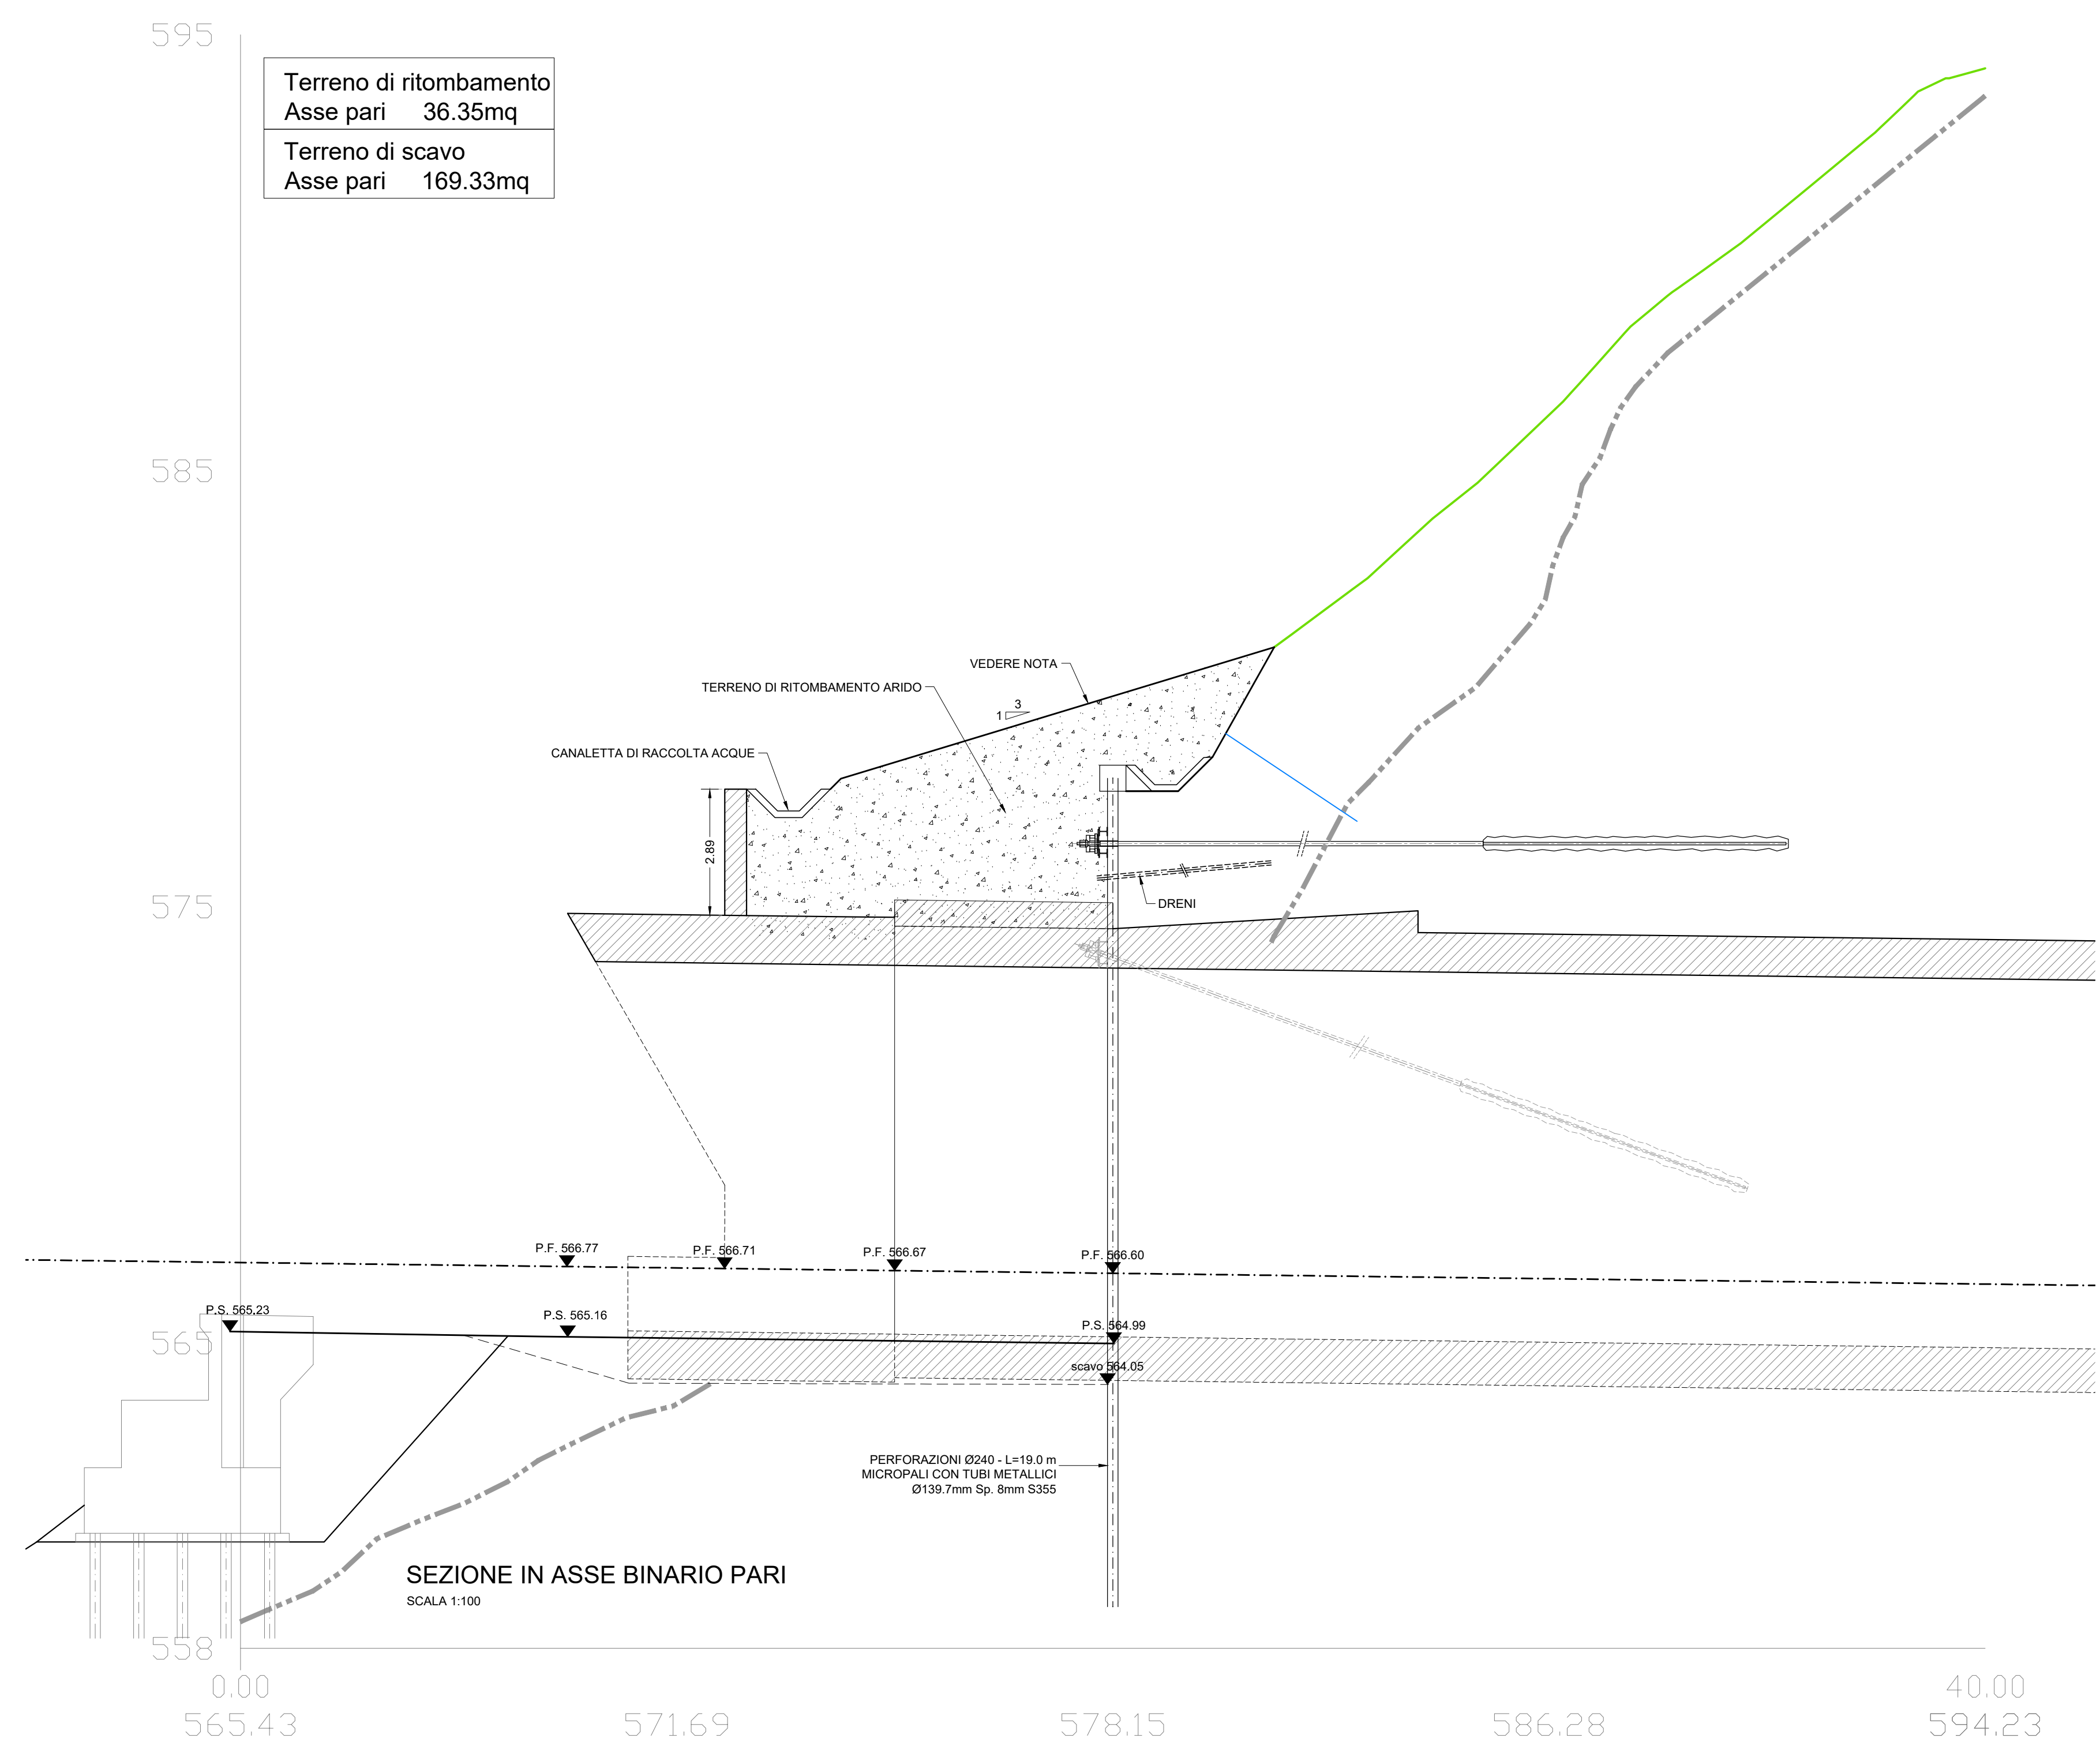 595
Terreno di ritombamento
Asse pari 36.35mq
Terreno di scavo
Asse pari 169.33mq
585
VEDERE NOTA
TERRENO DI RITOMBAMENTO ARIDO
3
1
CANALETTA DI RACCOLTA ACQUE
2.89
575
DRENI
P.F. 566.77
P.F. 566.71
P.F. 566.67
P.F. 566.60
P.S. 565.23
P.S. 565.16
P.S. 564.99
565
scavo 564.05
PERFORAZIONI Ø240 - L=19.0 m
MICROPALI CON TUBI METALLICI
Ø139.7mm Sp. 8mm S355
SEZIONE IN ASSE BINARIO PARI
SCALA 1:100
558
0.00 40.00
565.43 571.69 578.15 586.28 594.23